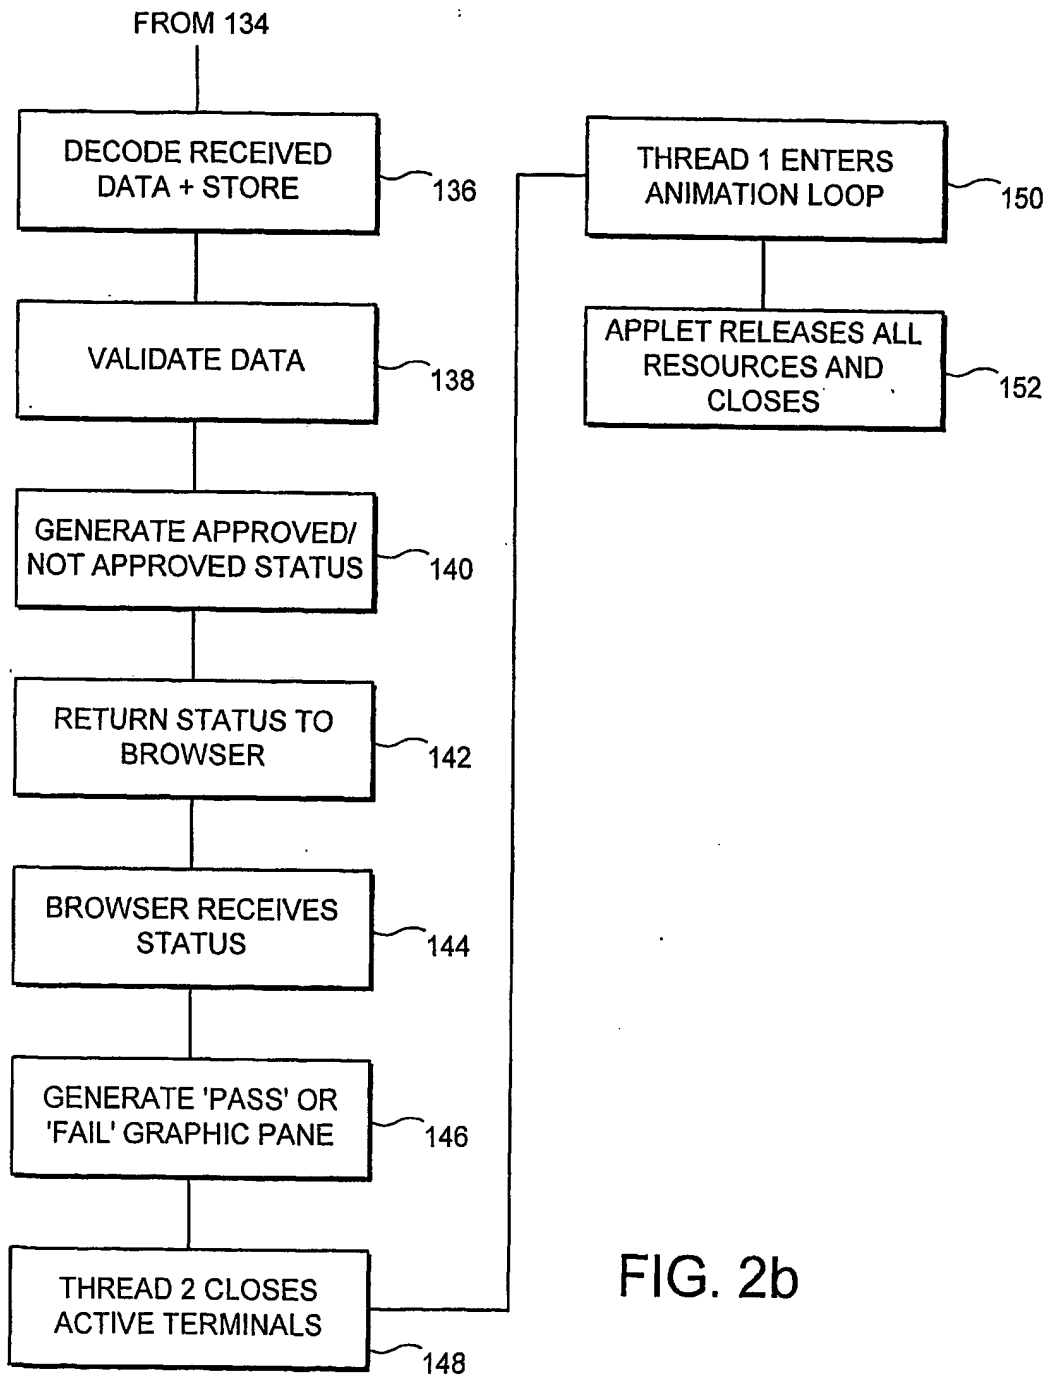 FROM 134
DECODE RECEIVED
DATA + STORE
136
VALIDATE DATA
138
GENERATE APPROVED/
NOT APPROVED STATUS
140
RETURN STATUS TO
BROWSER
142
BROWSER RECEIVES
STATUS
144
GENERATE 'PASS' OR
'FAIL' GRAPHIC PANE
146
THREAD 2 CLOSES
ACTIVE TERMINALS
148
THREAD 1 ENTERS
ANIMATION LOOP
150
APPLET RELEASES ALL
RESOURCES AND
CLOSES
152
FIG. 2b